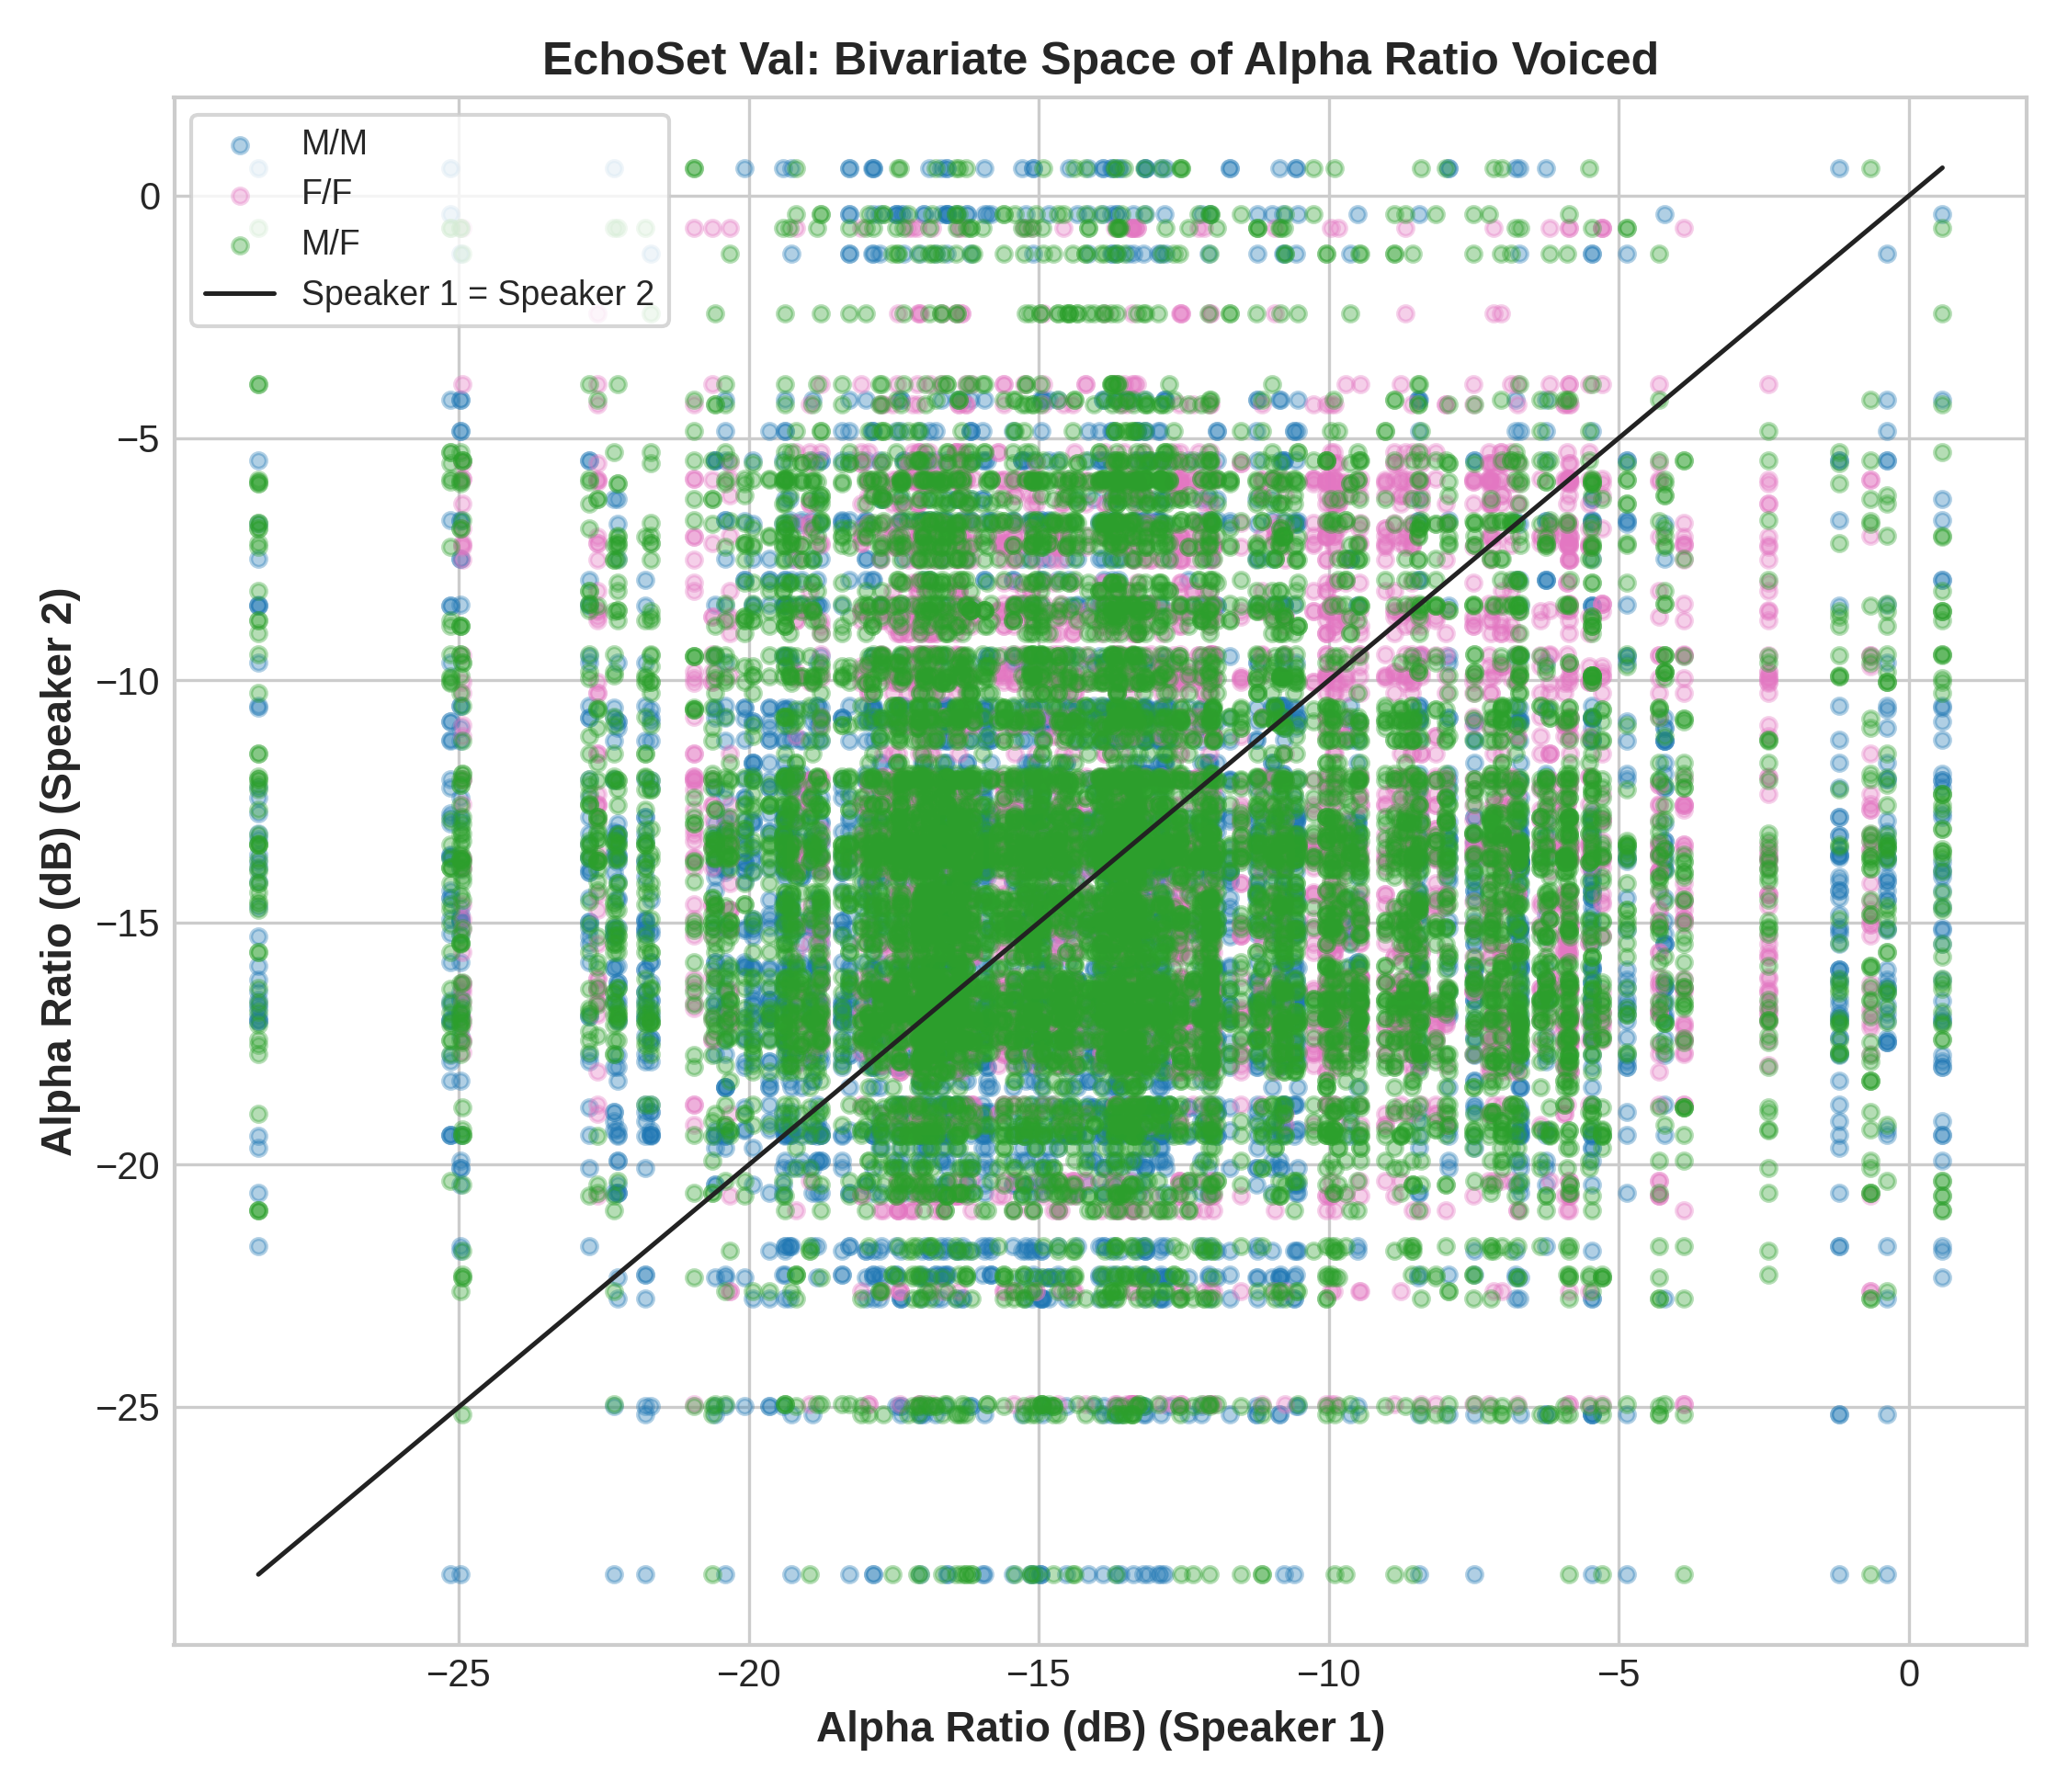 EchoSet Val: Bivariate Space of Alpha Ratio Voiced
M/M
F/F
M/F
Speaker 1 = Speaker 2
Alpha Ratio (dB) (Speaker 2)
0
−5
−10
−15
−20
−25
−25
−20
−15
−10
−5
0
Alpha Ratio (dB) (Speaker 1)